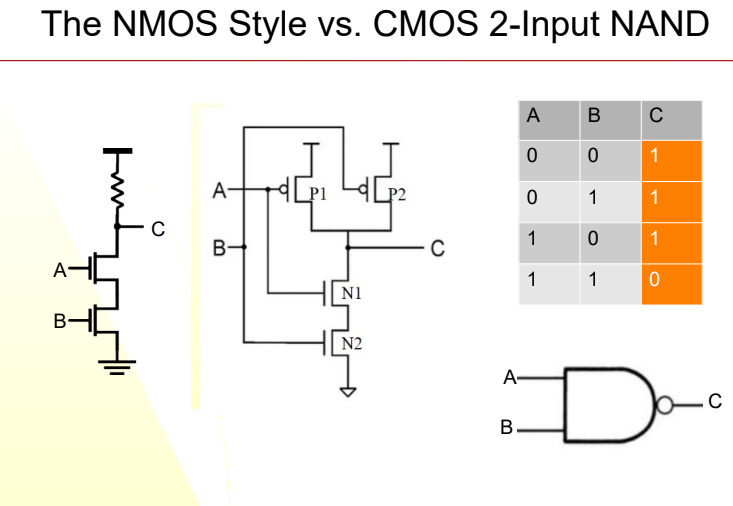 The NMOS Style vs. CMOS 2-Input NAND
C
A
B
A
B
P1
P2
C
N1
N2
A B C
0 0 1
0 1 1
1 0 1
1 1 0
A
B
C